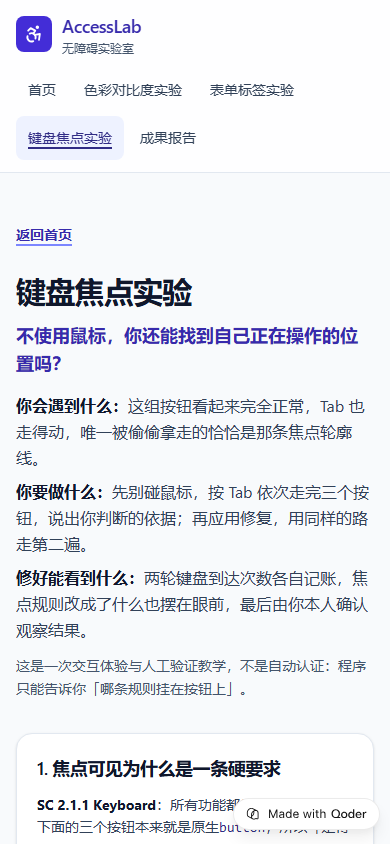 AccessLab
无障碍实验室
首页 色彩对比度实验 表单标签实验
键盘焦点实验 成果报告
返回首页
键盘焦点实验
不使用鼠标，你还能找到自己正在操作的位
置吗？
你会遇到什么：这组按钮看起来完全正常，Tab 也
走得动，唯一被偷偷拿走的恰恰是那条焦点轮廓
线。
你要做什么：先别碰鼠标，按 Tab 依次走完三个按
钮，说出你判断的依据；再应用修复，用同样的路
走第二遍。
修好能看到什么：两轮键盘到达次数各自记账，焦
点规则改成了什么也摆在眼前，最后由你本人确认
观察结果。
这是一次交互体验与人工验证教学，不是自动认证：程序
只能告诉你「哪条规则挂在按钮上」。
1. 焦点可见为什么是一条硬要求
SC 2.1.1 Keyboard：所有功能都
Made with Qoder
下面的三个按钮本来就是原生button，所以